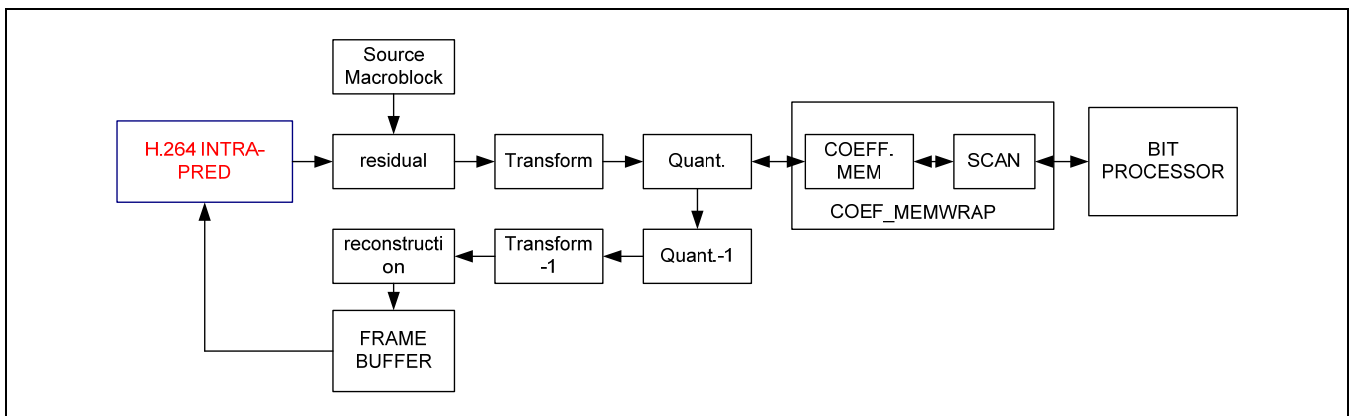 Source
Macroblock
H.264 INTRA-
PRED
residual
Transform
Quant.
COEFF.
MEM
SCAN
COEF_MEMWRAP
BIT
PROCESSOR
reconstructi
on
Transform
-1
Quant.-1
FRAME
BUFFER